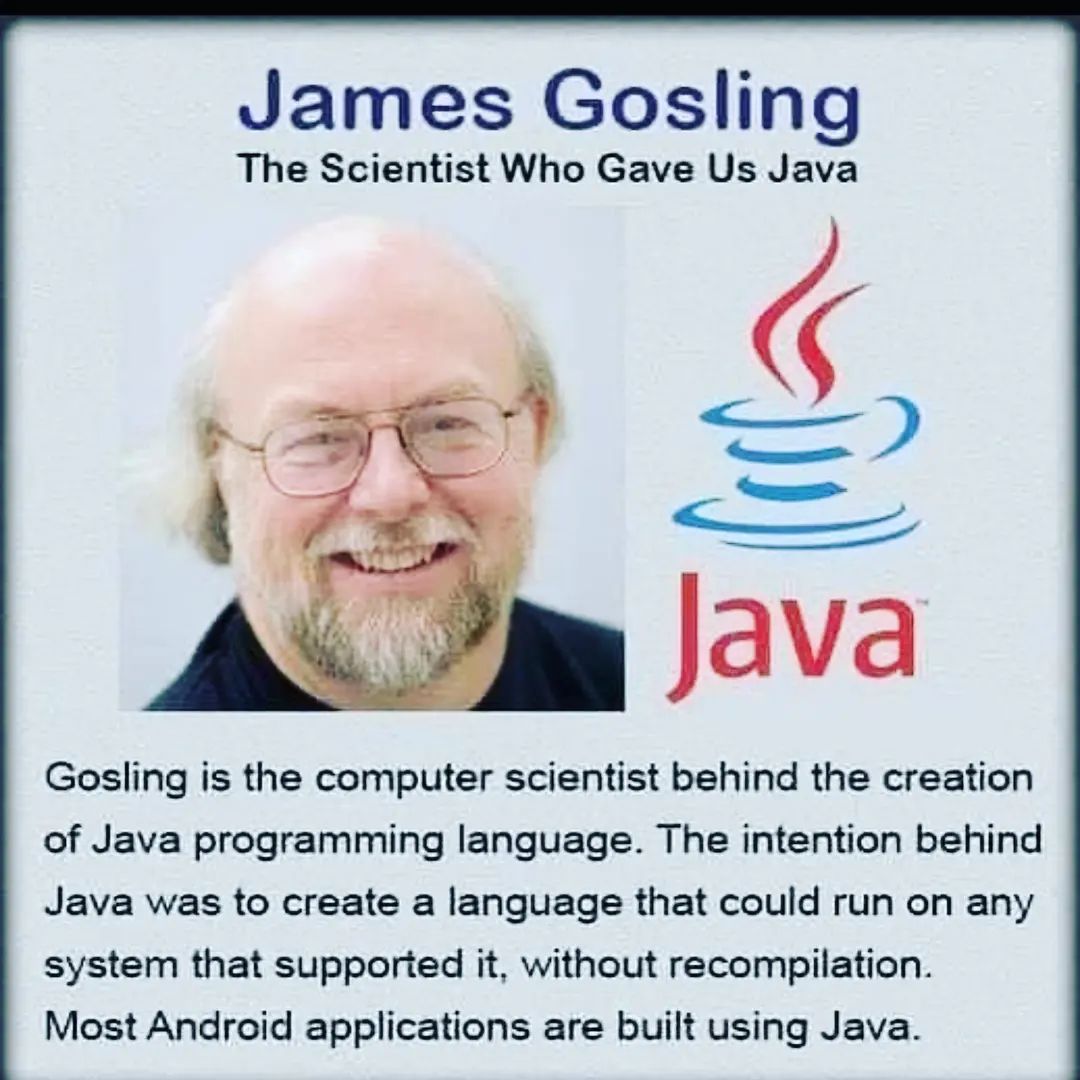 James Gosling
The Scientist Who Gave Us Java
Java™
Gosling is the computer scientist behind the creation
of Java programming language. The intention behind
Java was to create a language that could run on any
system that supported it, without recompilation.
Most Android applications are built using Java.